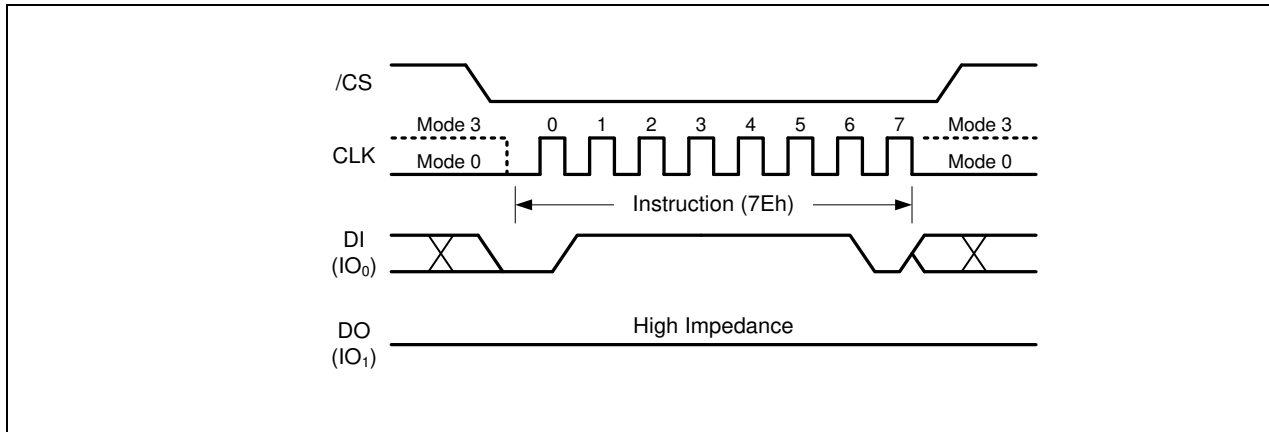 /CS
Mode 3 0 1 2 3 4 5 6 7 Mode 3
CLK Mode 0 Mode 0
Instruction (7Eh)
DI
(IO₀)
High Impedance
DO
(IO₁)